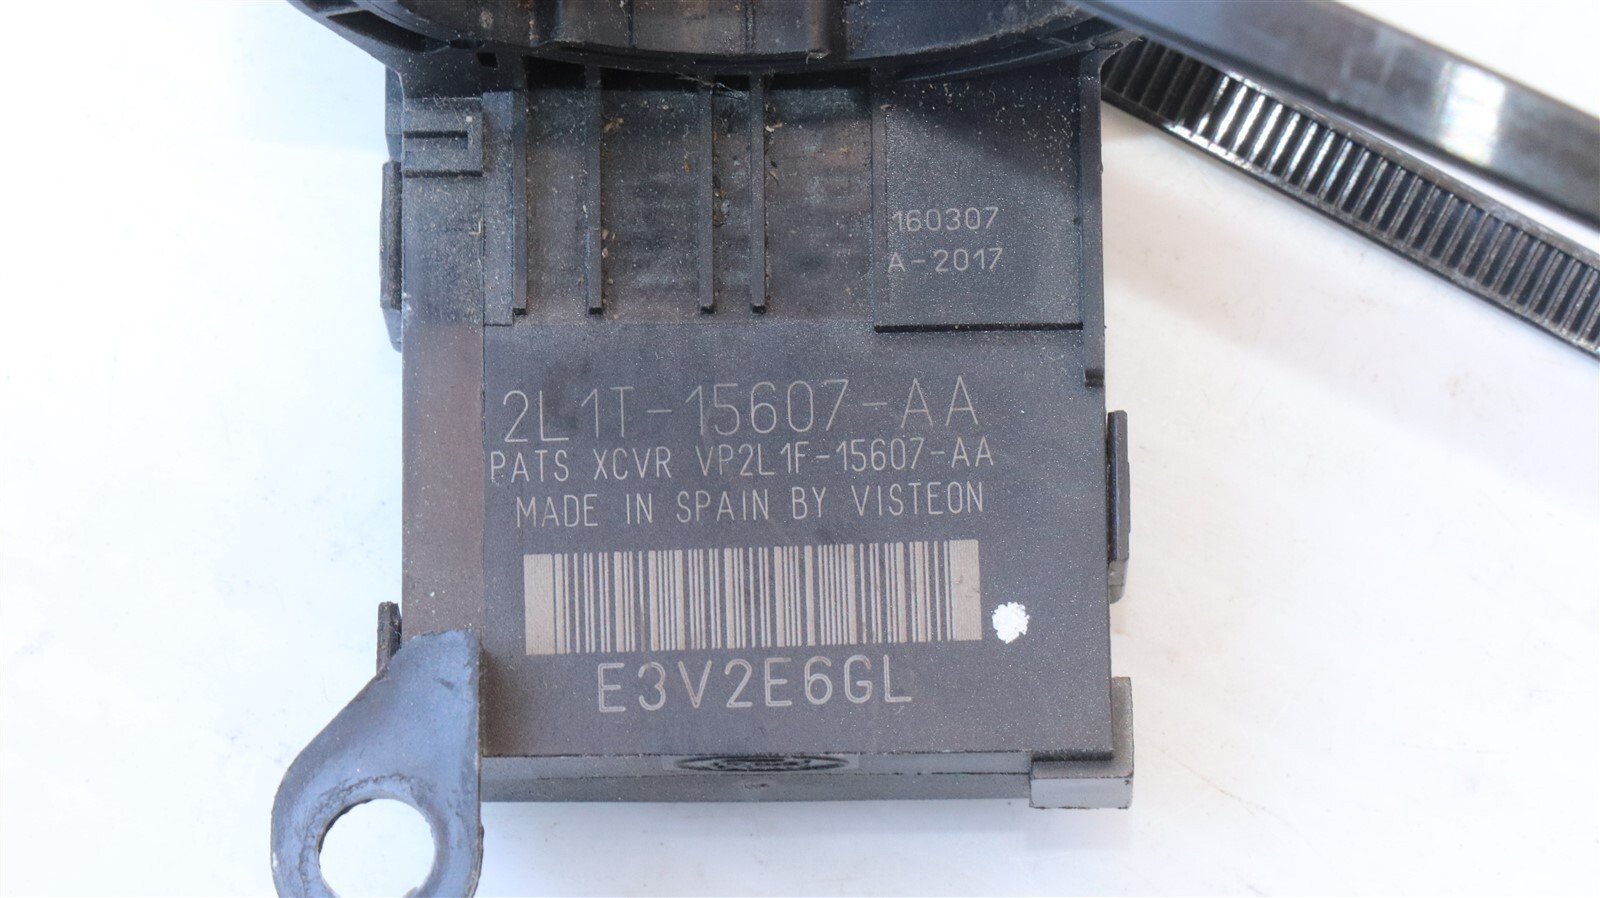 160307
A-2017
2L1T-15607-AA
PATS XCVR VP2L1F-15607-AA
MADE IN SPAIN BY VISTEON
E3V2E6GL